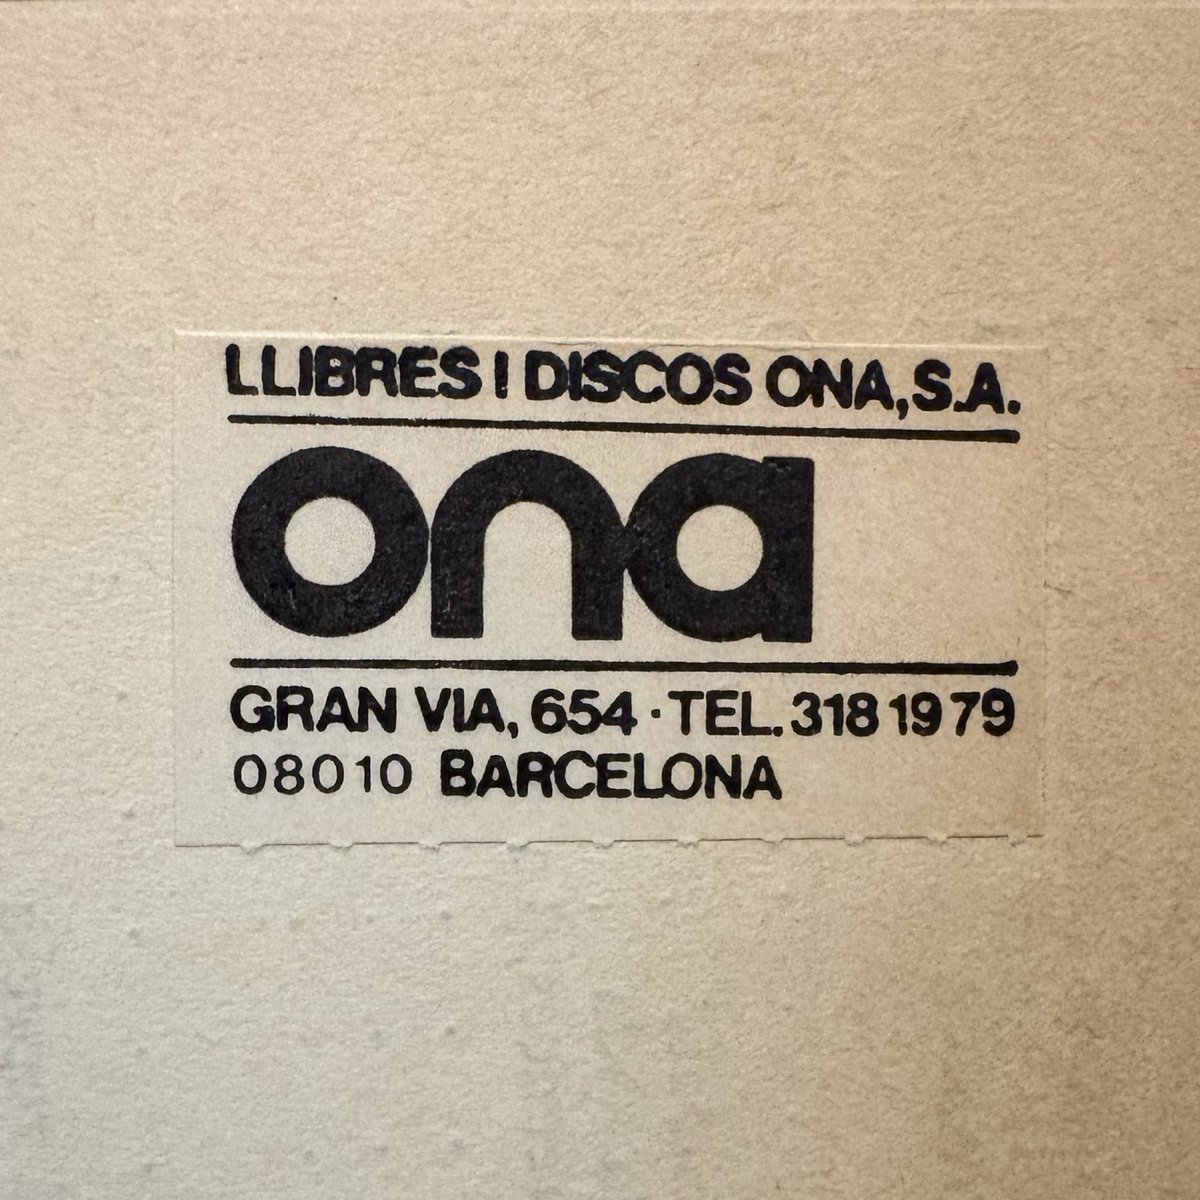 LLIBRES I DISCOS ONA, S.A.
ona
GRAN VIA, 654 · TEL. 318 19 79
08010 BARCELONA